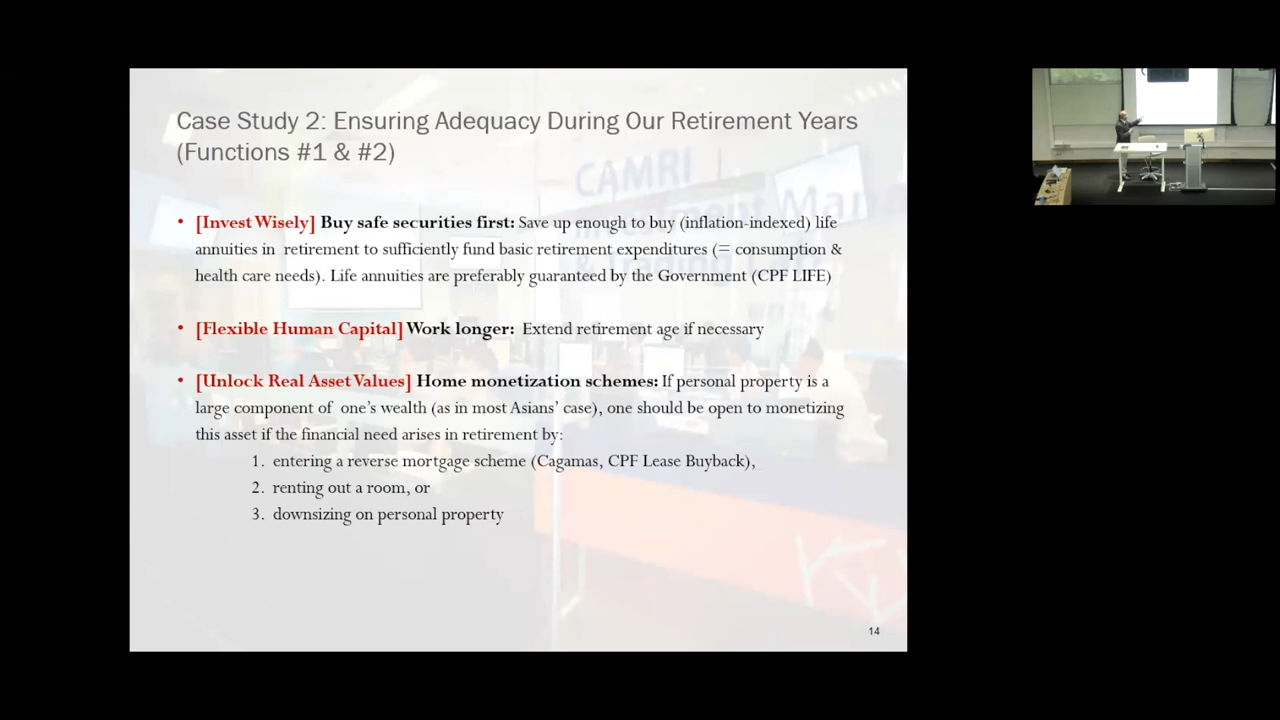 Case Study 2: Ensuring Adequacy During Our Retirement Years
(Functions #1 & #2)
CAMRI
• [Invest Wisely] Buy safe securities first: Save up enough to buy (inflation-indexed) life
annuities in retirement to sufficiently fund basic retirement expenditures (= consumption &
health care needs). Life annuities are preferably guaranteed by the Government (CPF LIFE)
• [Flexible Human Capital] Work longer: Extend retirement age if necessary
• [Unlock Real Asset Values] Home monetization schemes: If personal property is a
large component of one's wealth (as in most Asians' case), one should be open to monetizing
this asset if the financial need arises in retirement by:
1. entering a reverse mortgage scheme (Cagamas, CPF Lease Buyback),
2. renting out a room, or
3. downsizing on personal property
14